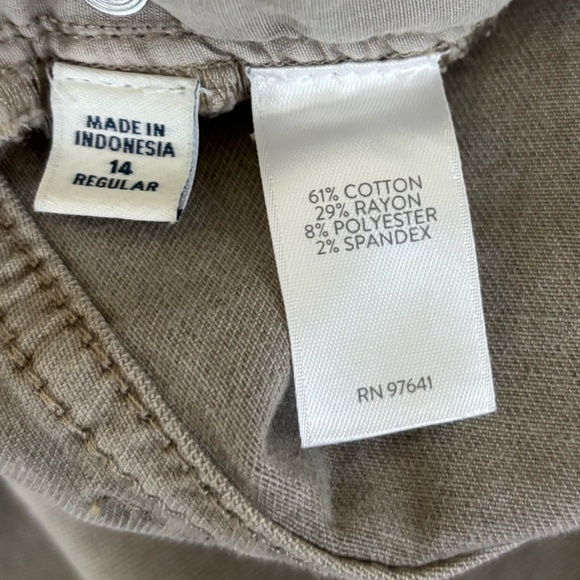 MADE IN
INDONESIA
14
REGULAR
61% COTTON
29% RAYON
8% POLYESTER
2% SPANDEX
RN 97641